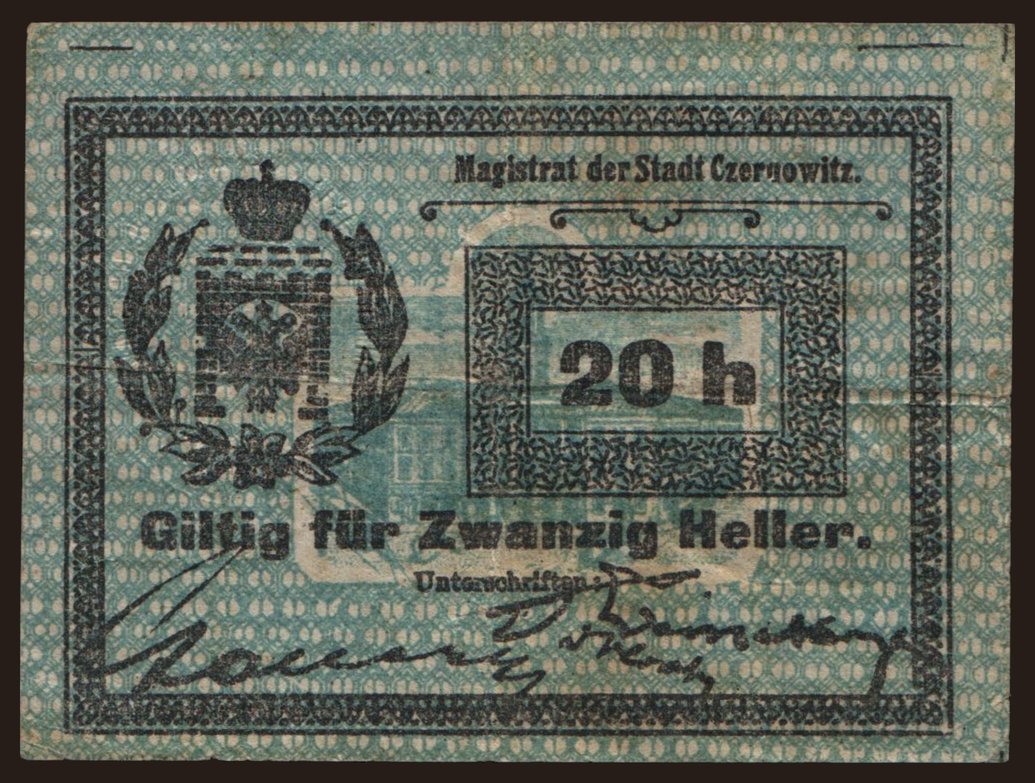 Magistrat der Stadt Czernowitz.
20 h
Giltig für Zwanzig Heller.
Unterschriften: